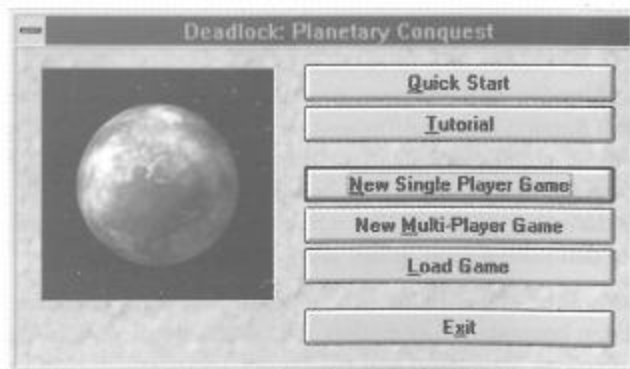 Deadlock: Planetary Conquest
Quick Start
Tutorial
New Single Player Game
New Multi-Player Game
Load Game
Exit